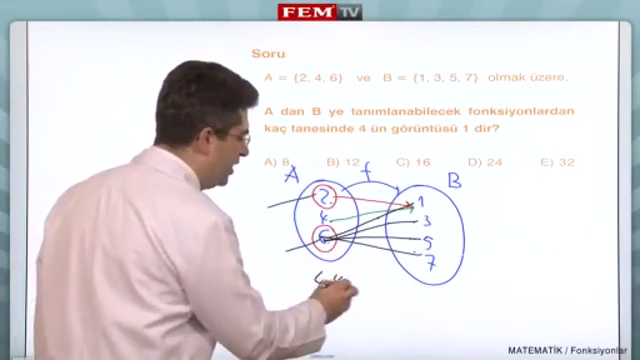 FEM TV
Soru
A = {2, 4, 6} ve B = {1, 3, 5, 7} olmak üzere,
A dan B ye tanımlanabilecek fonksiyonlardan
kaç tanesinde 4 ün görüntüsü 1 dir?
A) 8 B) 12 C) 16 D) 24 E) 32
A f B
2 1
4 3
6 5
7
MATEMATİK / Fonksiyonlar